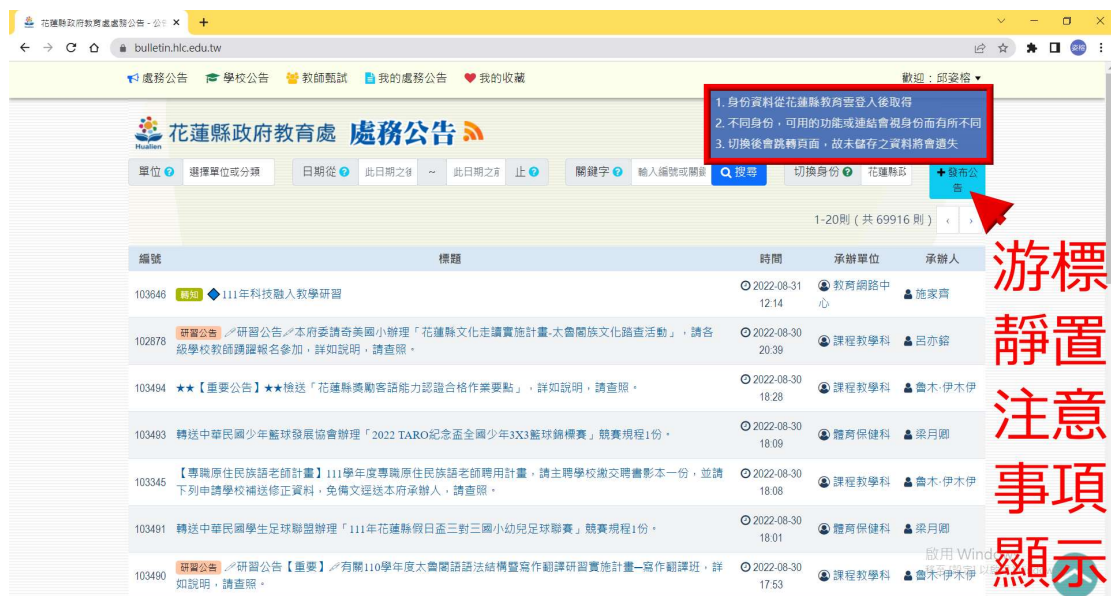 花蓮縣政府教育處處務公告 - 公告
bulletin.hlc.edu.tw
處務公告 學校公告 教師甄試 我的處務公告 我的收藏 歡迎：邱姿榕
1. 身份資料從花蓮縣教育雲登入後取得
2. 不同身份，可用的功能或連結會視身份而有所不同
3. 切換後會跳轉頁面，故未儲存之資料將會遺失
Hualien 花蓮縣政府教育處 處務公告
單位 選擇單位或分類 日期從 此日期之後 ~ 此日期之前 止 關鍵字 輸入編號或關鍵 搜尋 切換身份 花蓮縣政 發布公告
1-20則 ( 共 69916 則 )
編號 標題 時間 承辦單位 承辦人
103646 轉知 111年科技融入教學研習 2022-08-31 12:14 教育網路中心 施家齊
102878 研習公告 研習公告 本府委請奇美國小辦理「花蓮縣文化走讀實施計畫-太魯閣族文化踏查活動」，請各
級學校教師踴躍報名參加，詳如說明，請查照。 2022-08-30 20:39 課程教學科 呂亦鎔
103494 ★★【重要公告】★★檢送「花蓮縣獎勵客語能力認證合格作業要點」，詳如說明，請查照。 2022-08-30 18:28 課程教學科 魯木·伊木伊
103493 轉送中華民國少年籃球發展協會辦理「2022 TARO紀念盃全國少年3X3籃球錦標賽」競賽規程1份。 2022-08-30 18:09 體育保健科 梁月卿
103345 【專職原住民族語老師計畫】111學年度專職原住民族語老師聘用計畫，請主聘學校繳交聘書影本一份，並請
下列申請學校補送修正資料，免備文逕送本府承辦人，請查照。 2022-08-30 18:08 課程教學科 魯木·伊木伊
103491 轉送中華民國學生足球聯盟辦理「111年花蓮縣假日盃三對三國小幼兒足球聯賽」競賽規程1份。 2022-08-30 18:01 體育保健科 梁月卿
103490 研習公告 研習公告【重要】有關110學年度太魯閣語語法結構暨寫作翻譯研習實施計畫—寫作翻譯班，詳
如說明，請查照。 2022-08-30 17:53 課程教學科 魯木·伊木伊
游標
靜置
注意
事項
顯示
啟用 Windows